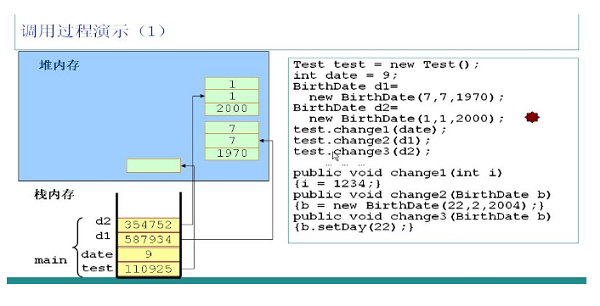 调用过程演示（1）
堆内存
1
1
2000
7
7
1970
栈内存
d2 354752
d1 587934
date 9
test 110925
main
Test test = new Test();
int date = 9;
BirthDate d1=
new BirthDate(7,7,1970);
BirthDate d2=
new BirthDate(1,1,2000);
test.change1(date);
test.change2(d1);
test.change3(d2);
… … …
public void change1(int i)
{i = 1234;}
public void change2(BirthDate b)
{b = new BirthDate(22,2,2004);}
public void change3(BirthDate b)
{b.setDay(22);}